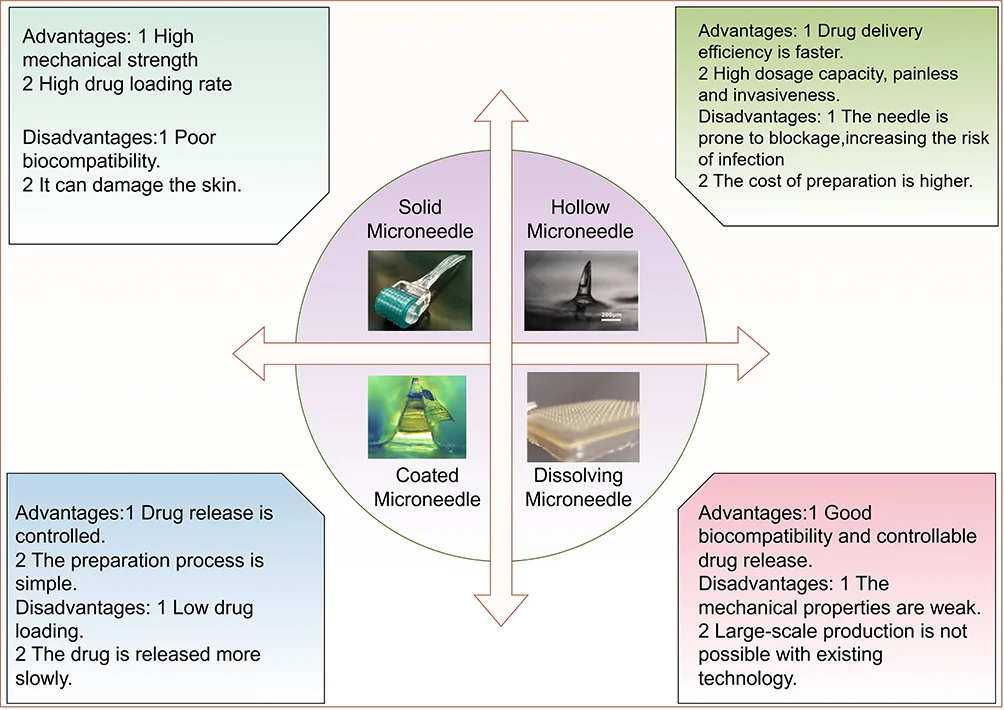 Advantages: 1 High
mechanical strength
2 High drug loading rate
Disadvantages:1 Poor
biocompatibility.
2 It can damage the skin.
Advantages: 1 Drug delivery
efficiency is faster.
2 High dosage capacity, painless
and invasiveness.
Disadvantages: 1 The needle is
prone to blockage,increasing the risk
of infection
2 The cost of preparation is higher.
Solid
Microneedle
Hollow
Microneedle
200μm
Coated
Microneedle
Dissolving
Microneedle
Advantages:1 Drug release is
controlled.
2 The preparation process is
simple.
Disadvantages: 1 Low drug
loading.
2 The drug is released more
slowly.
Advantages:1 Good
biocompatibility and controllable
drug release.
Disadvantages: 1 The
mechanical properties are weak.
2 Large-scale production is not
possible with existing
technology.